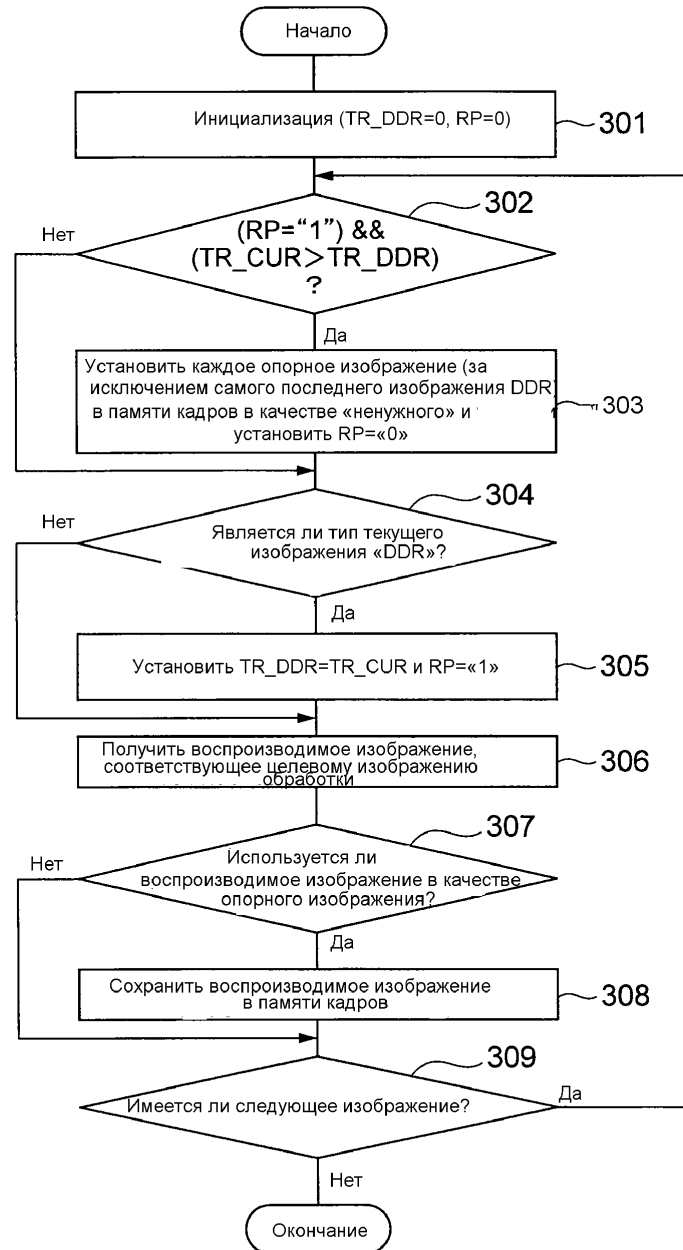 Начало
Инициализация (TR_DDR=0, RP=0)
301
302
Нет
(RP=“1”) &&
(TR_CUR>TR_DDR)
?
Да
Установить каждое опорное изображение (за
исключением самого последнего изображения DDR)
в памяти кадров в качестве «ненужного» и
установить RP=«0»
303
304
Нет
Является ли тип текущего
изображения «DDR»?
Да
Установить TR_DDR=TR_CUR и RP=«1»
305
Получить воспроизводимое изображение,
соответствующее целевому изображению
обработки
306
307
Нет
Используется ли
воспроизводимое изображение в качестве
опорного изображения?
Да
Сохранить воспроизводимое изображение
в памяти кадров
308
309
Имеется ли следующее изображение?
Да
Нет
Окончание